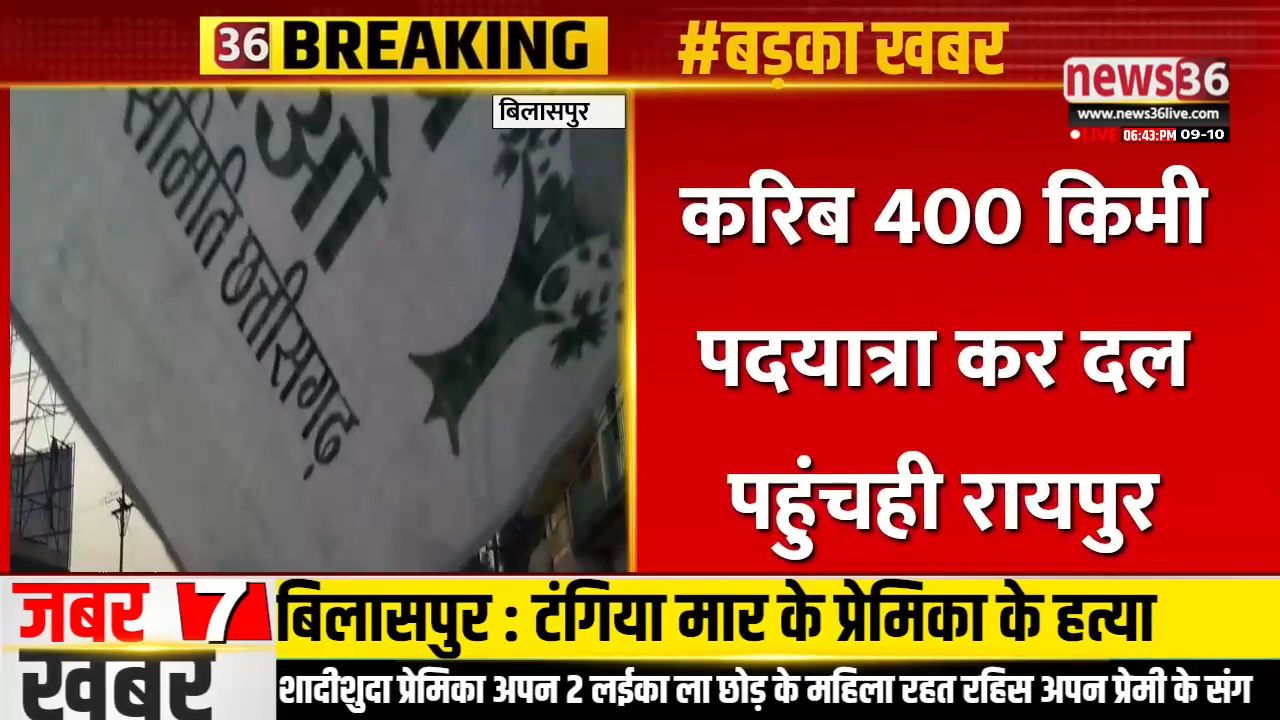 36 BREAKING
#बड़का खबर
news36
www.news36live.com
LIVE 06:43:PM 09-10
बिलासपुर
समिति छत्तीसगढ़
करिब 400 किमी
पदयात्रा कर दल
पहुंचही रायपुर
जबर 7
खबर
बिलासपुर : टंगिया मार के प्रेमिका के हत्या
शादीशुदा प्रेमिका अपन 2 लईका ला छोड़ के महिला रहत रहिस अपन प्रेमी के संग